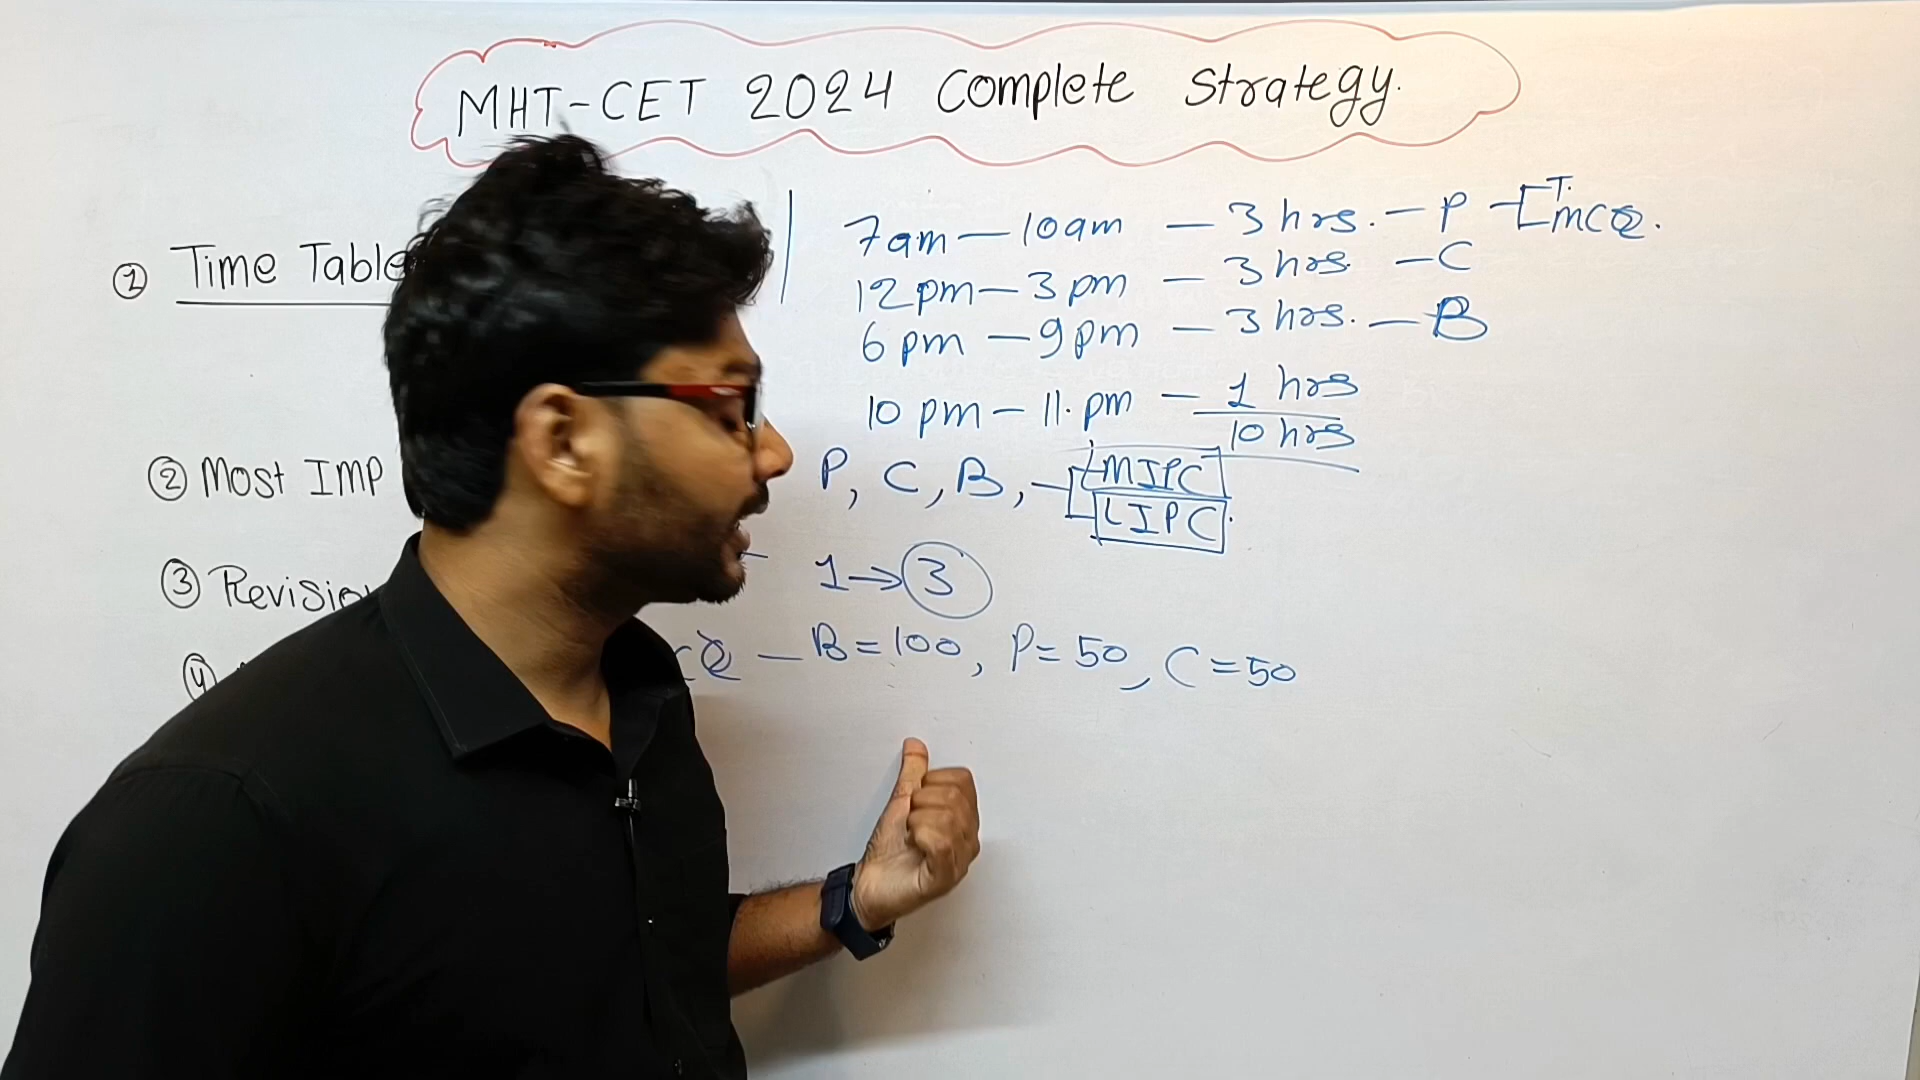 MHT-CET 2024 Complete Strategy.
① Time Table
7am — 10am — 3 hrs. — P — [T. MCQ.
12pm — 3pm — 3 hrs. — C
6pm — 9pm — 3 hrs. — B
10pm — 11.pm — 1 hrs
10 hrs
② Most IMP P, C, B, — [MIPC
LIPC.
③ Revision 1 → ③
④ — B = 100, P = 50, C = 50